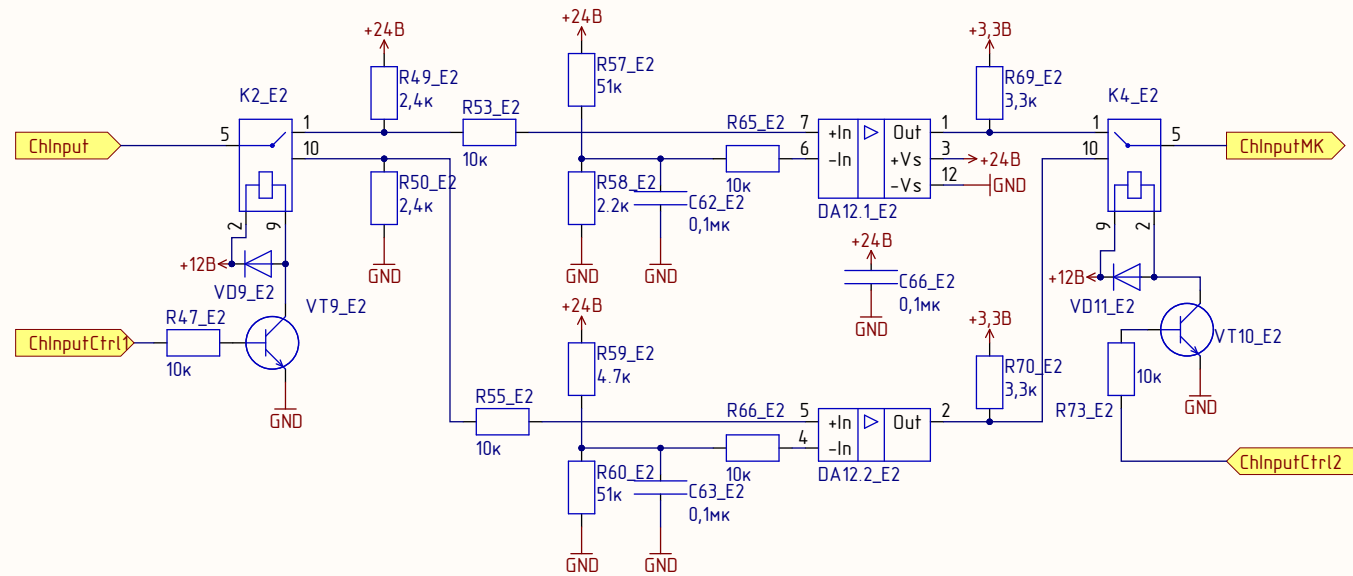 +24В
+24В
+3,3В
R57_E2
51к
R49_E2
2,4к
R69_E2
3,3к
K2_E2
R53_E2
10к
R65_E2
K4_E2
ChInput
5
1
10
7
+In
Out
1
6
-In
+Vs
3
+24В
-Vs
12
GND
1
10
5
ChInputMK
10к
R50_E2
2,4к
R58_E2
2.2к
C62_E2
0,1мк
DA12.1_E2
2
9
9
2
GND
GND
GND
+24В
C66_E2
0,1мк
GND
+12В
VD9_E2
+12В
VD11_E2
R47_E2
VT9_E2
ChInputCtrl1
10к
GND
+24В
+3,3В
VT10_E2
R59_E2
4.7к
R70_E2
3,3к
10к
R73_E2
GND
R55_E2
10к
R66_E2
5
+In
Out
2
4
-In
10к
DA12.2_E2
R60_E2
51к
C63_E2
0,1мк
GND
GND
ChInputCtrl2